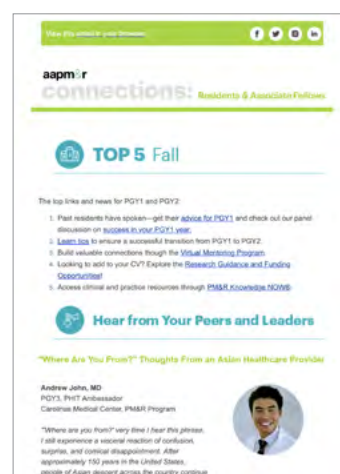 View this email in your browser
aapm&r
connections: Residents & Associate Fellows
TOP 5 Fall
The top links and news for PGY1 and PGY2:
1. Past residents have spoken—get their advice for PGY1 and check out our panel
discussion on success in your PGY1 year.
2. Learn tips to ensure a successful transition from PGY1 to PGY2.
3. Build valuable connections though the Virtual Mentoring Program.
4. Looking to add to your CV? Explore the Research Guidance and Funding
Opportunities!
5. Access clinical and practice resources through PM&R Knowledge NOW®.
Hear from Your Peers and Leaders
"Where Are You From?" Thoughts From an Asian Healthcare Provider
Andrew John, MD
PGY3, PHiT Ambassador
Carolinas Medical Center, PM&R Program
"Where are you from?" very time I hear this phrase,
I still experience a visceral reaction of confusion,
surprise, and comical disappointment. After
approximately 150 years in the United States,
people of Asian descent across the country continue